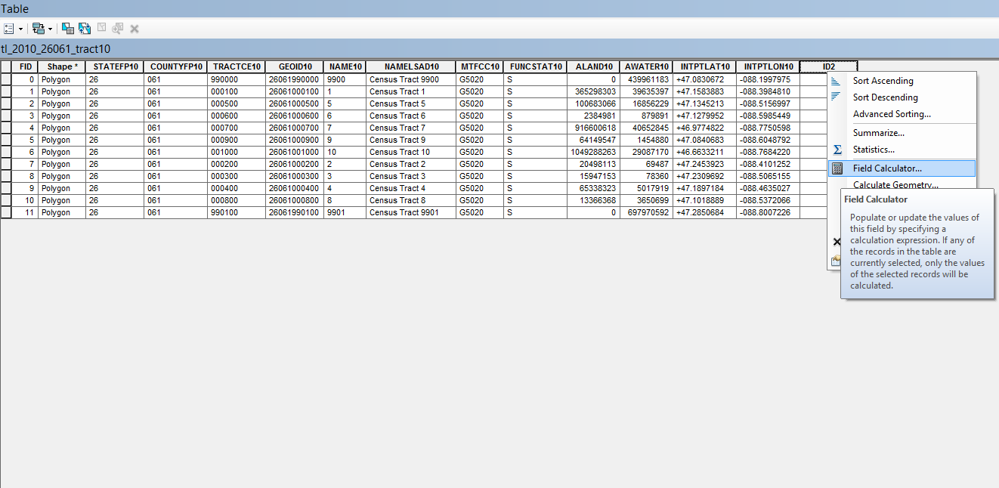 Table
tl_2010_26061_tract10
FID Shape * STATEFP10 COUNTYFP10 TRACTCE10 GEOID10 NAME10 NAMELSAD10 MTFCC10 FUNCSTAT10 ALAND10 AWATER10 INTPTLAT10 INTPTLON10 ID2
0 Polygon 26 061 990000 26061990000 9900 Census Tract 9900 G5020 S 0 439961183 +47.0830672 -088.1997975
1 Polygon 26 061 000100 26061000100 1 Census Tract 1 G5020 S 365298303 39635397 +47.1583883 -088.3984810
2 Polygon 26 061 000500 26061000500 5 Census Tract 5 G5020 S 100683066 16856229 +47.1345213 -088.5156997
3 Polygon 26 061 000600 26061000600 6 Census Tract 6 G5020 S 2384981 879891 +47.1279952 -088.5985449
4 Polygon 26 061 000700 26061000700 7 Census Tract 7 G5020 S 916600618 40652845 +46.9774822 -088.7750598
5 Polygon 26 061 000900 26061000900 9 Census Tract 9 G5020 S 64149547 1454880 +47.0840683 -088.6048792
6 Polygon 26 061 001000 26061001000 10 Census Tract 10 G5020 S 1049288263 29087170 +46.6633211 -088.7684220
7 Polygon 26 061 000200 26061000200 2 Census Tract 2 G5020 S 20498113 69487 +47.2453923 -088.4101252
8 Polygon 26 061 000300 26061000300 3 Census Tract 3 G5020 S 15947153 78360 +47.2309692 -088.5065155
9 Polygon 26 061 000400 26061000400 4 Census Tract 4 G5020 S 65338323 5017919 +47.1897184 -088.4635027
10 Polygon 26 061 000800 26061000800 8 Census Tract 8 G5020 S 13366368 3650699 +47.1018889 -088.5372066
11 Polygon 26 061 990100 26061990100 9901 Census Tract 9901 G5020 S 0 697970592 +47.2850684 -088.8007226
Sort Ascending
Sort Descending
Advanced Sorting...
Summarize...
Statistics...
Field Calculator...
Calculate Geometry...
Field Calculator
Populate or update the values of
this field by specifying a
calculation expression. If any of
the records in the table are
currently selected, only the values
of the selected records will be
calculated.